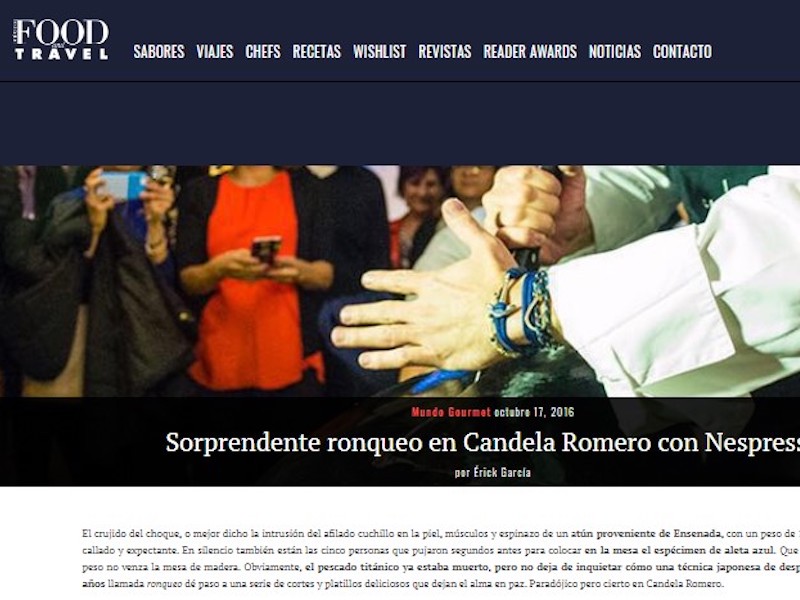 FOOD
and
TRAVEL
SABORES VIAJES CHEFS RECETAS WISHLIST REVISTAS READER AWARDS NOTICIAS CONTACTO
Mundo Gourmet octubre 17, 2016
Sorprendente ronqueo en Candela Romero con Nespress
por Érick García
El crujido del choque, o mejor dicho la intrusión del afilado cuchillo en la piel, músculos y espinazo de un atún proveniente de Ensenada, con un peso de
callado y expectante. En silencio también están las cinco personas que pujaron segundos antes para colocar en la mesa el espécimen de aleta azul. Que
peso no venza la mesa de madera. Obviamente, el pescado titánico ya estaba muerto, pero no deja de inquietar cómo una técnica japonesa de desp
años llamada ronqueo dé paso a una serie de cortes y platillos deliciosos que dejan el alma en paz. Paradójico pero cierto en Candela Romero.